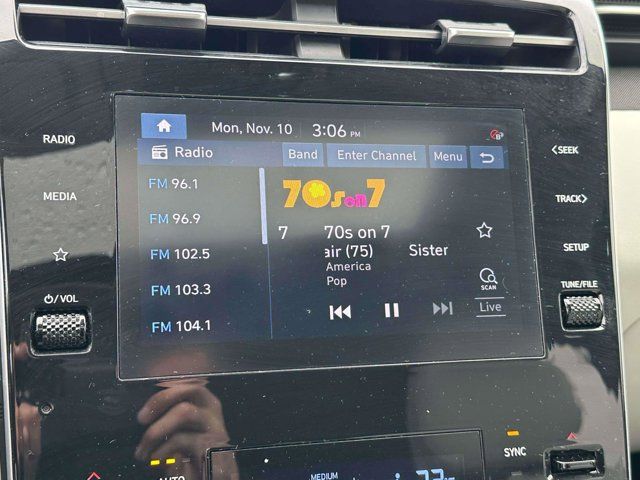 Mon, Nov. 10 3:06 PM
RADIO
Radio Band Enter Channel Menu
<SEEK
FM 96.1
70s on 7
MEDIA
TRACK>
FM 96.9
7 70s on 7
FM 102.5
air (75) Sister
SETUP
America
Pop
SCAN
TUNE/FILE
FM 103.3
/VOL
Live
FM 104.1
SYNC
AUTO
MEDIUM